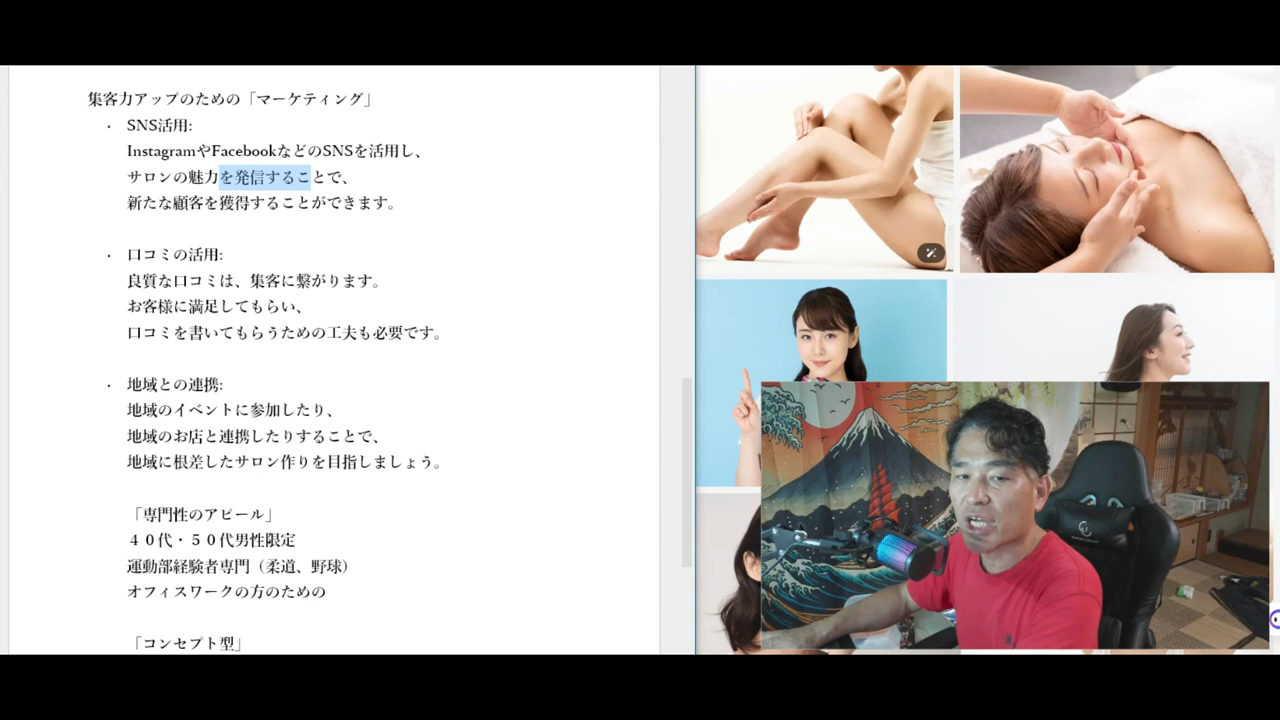 集客力アップのための「マーケティング」
・ SNS活用:
InstagramやFacebookなどのSNSを活用し、
サロンの魅力を発信することで、
新たな顧客を獲得することができます。
・ 口コミの活用:
良質な口コミは、集客に繋がります。
お客様に満足してもらい、
口コミを書いてもらうための工夫も必要です。
・ 地域との連携:
地域のイベントに参加したり、
地域のお店と連携したりすることで、
地域に根差したサロン作りを目指しましょう。
「専門性のアピール」
４０代・５０代男性限定
運動部経験者専門（柔道、野球）
オフィスワークの方のための
「コンセプト型」